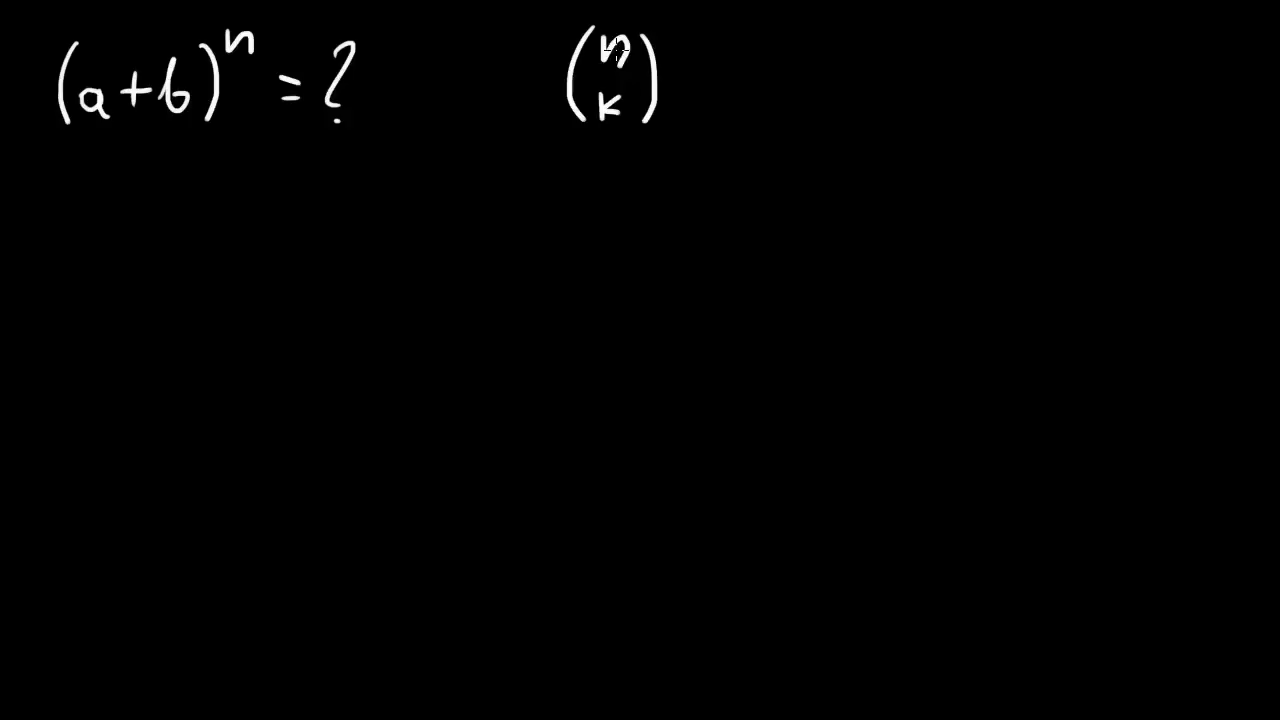 (a+b)^n = ? (n k)